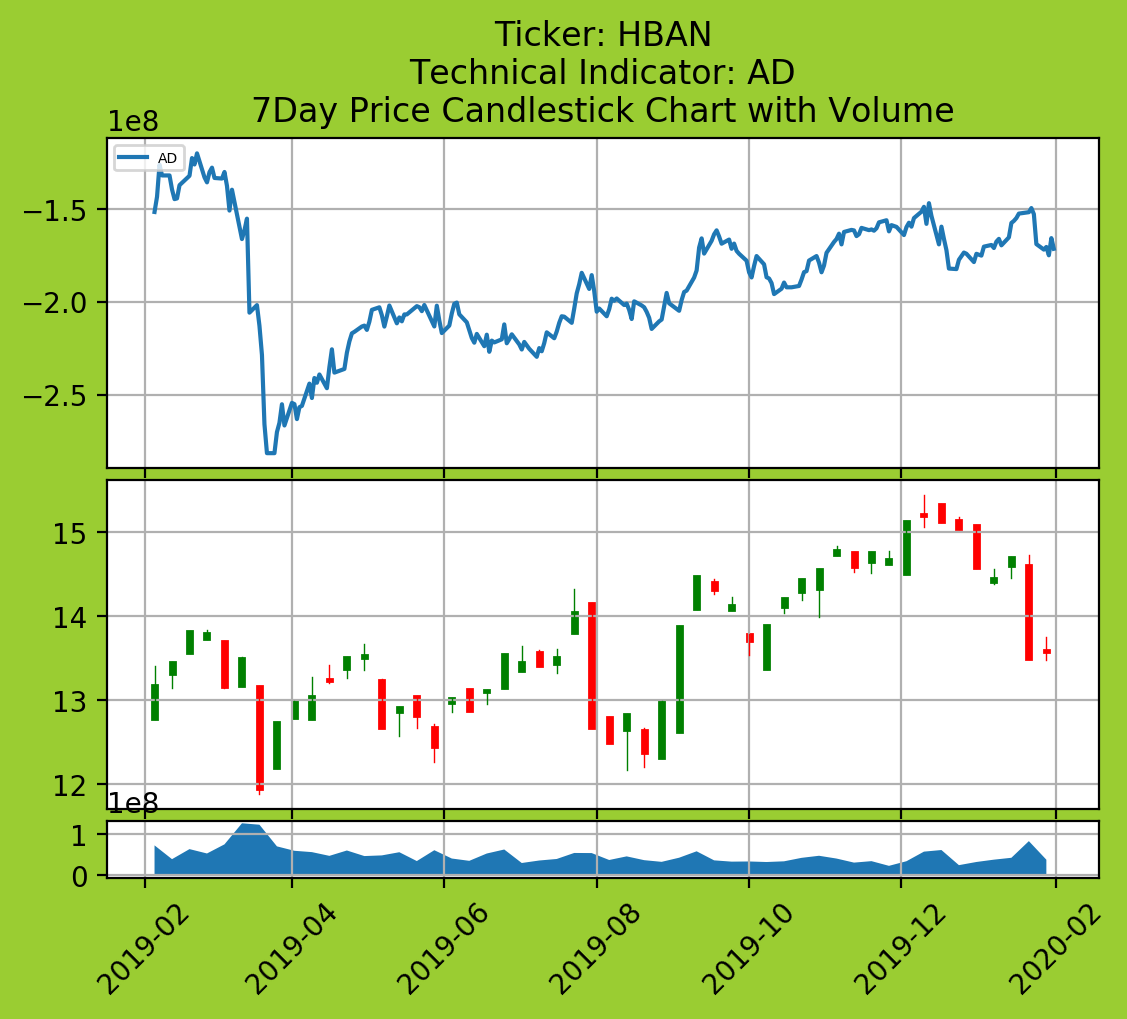 Ticker: HBAN
Technical Indicator: AD
7Day Price Candlestick Chart with Volume
1e8
AD
−1.5
−2.0
−2.5
15
14
13
12
1e8
1
0
2019-02
2019-04
2019-06
2019-08
2019-10
2019-12
2020-02